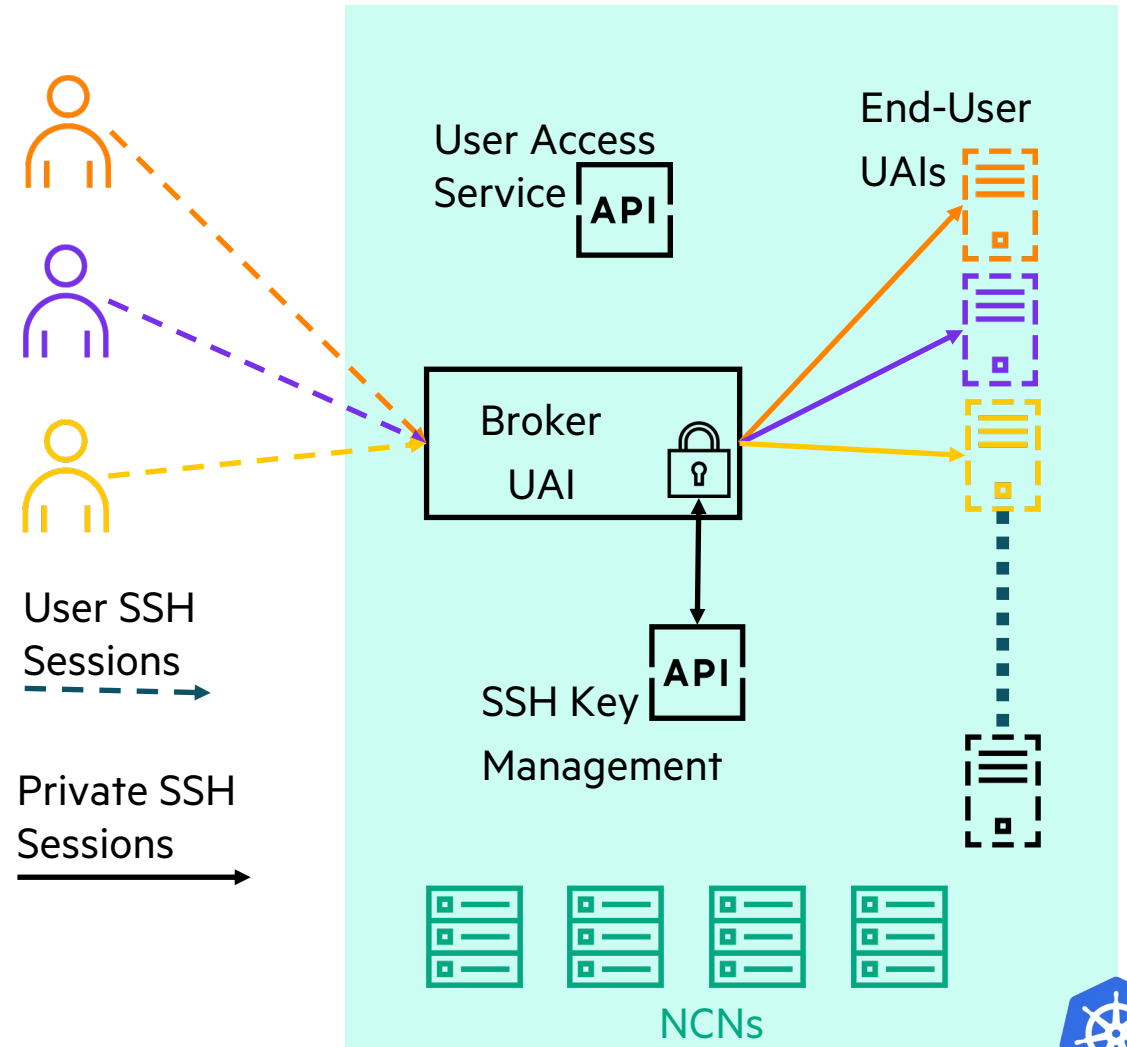 End-User
UAIs
User Access
Service
API
Broker
UAI
User SSH
Sessions
API
SSH Key
Management
Private SSH
Sessions
NCNs